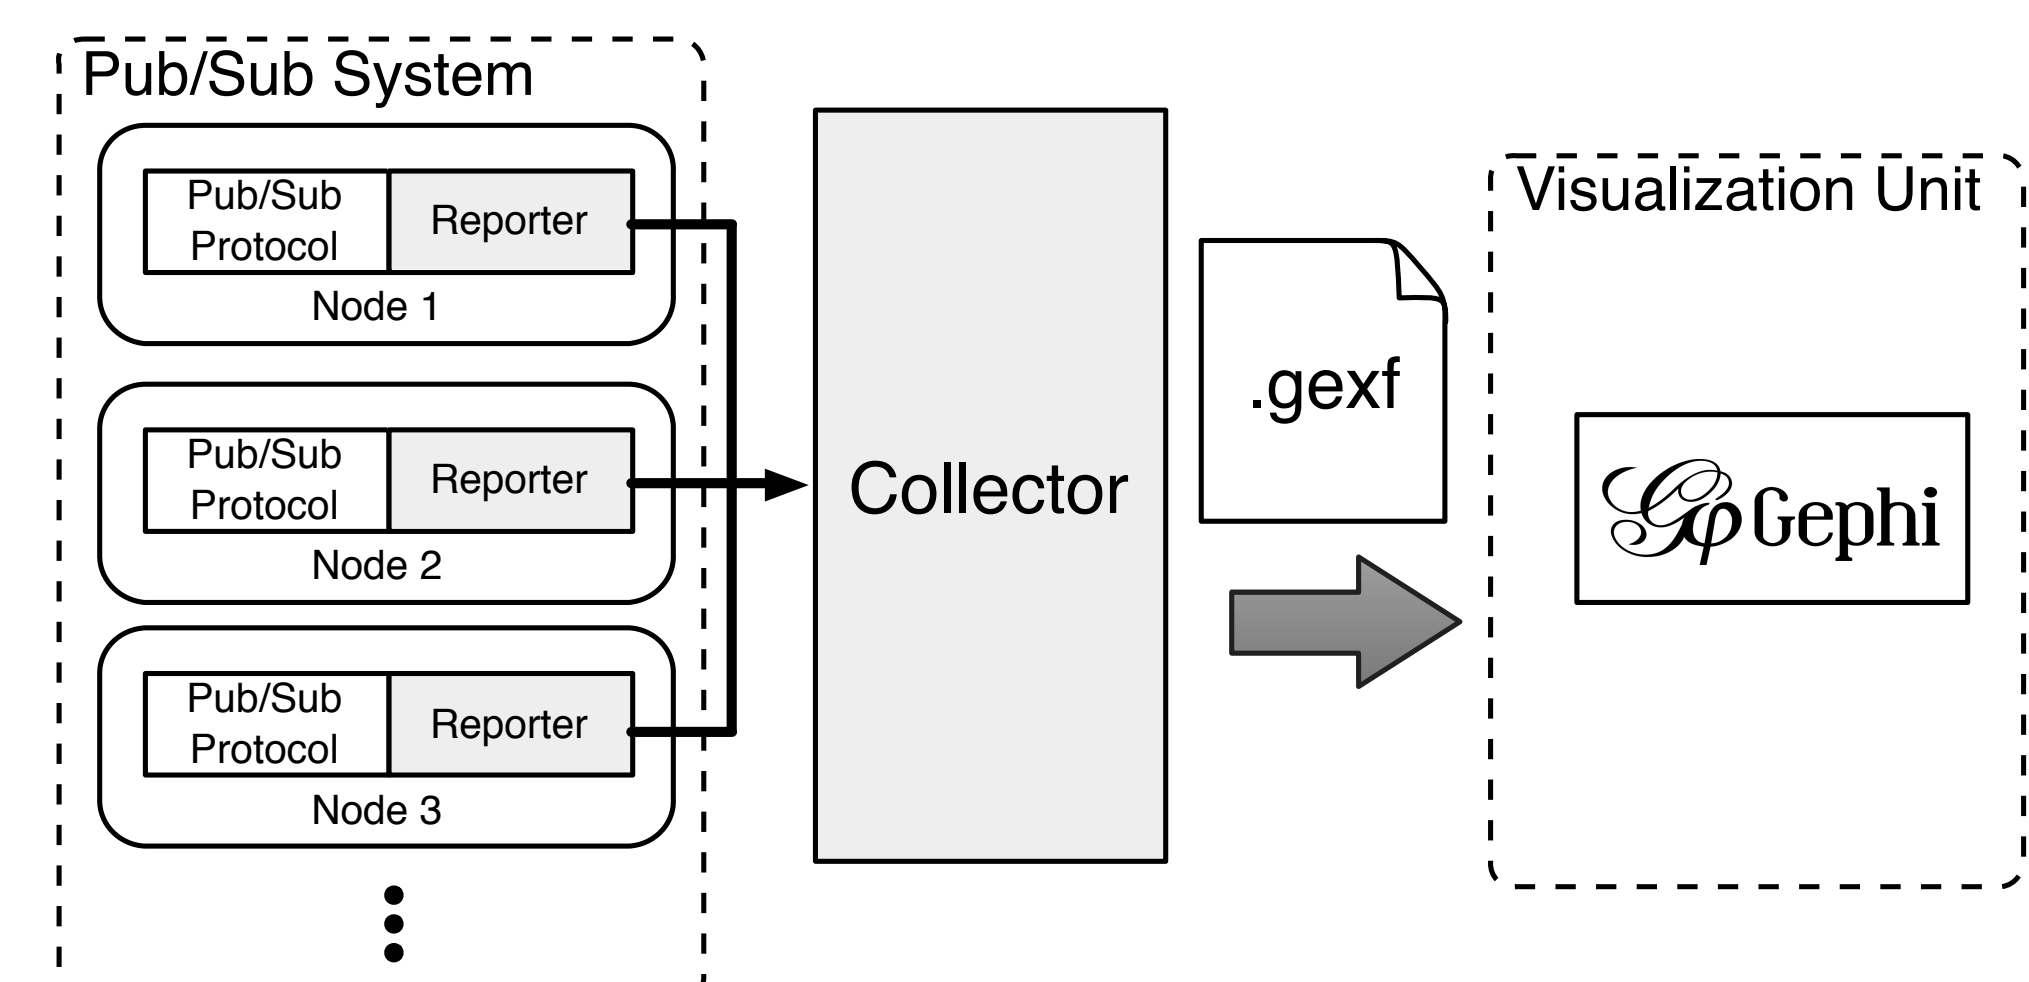 Pub/Sub System
Pub/Sub
Protocol
Reporter
Node 1
Pub/Sub
Protocol
Reporter
Node 2
Pub/Sub
Protocol
Reporter
Node 3
Collector
.gexf
Visualization Unit
Gφ Gephi